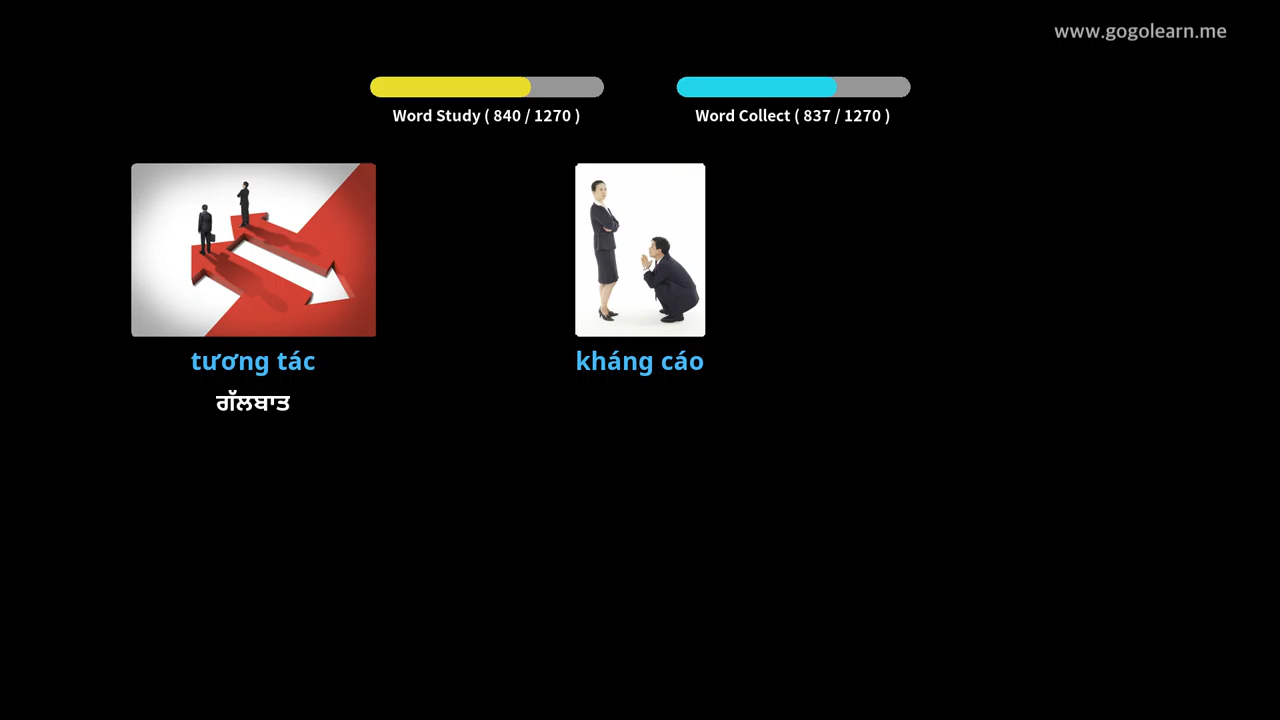 www.gogolearn.me
Word Study ( 840 / 1270 )
Word Collect ( 837 / 1270 )
tương tác
kháng cáo
ਗੱਲਬਾਤ